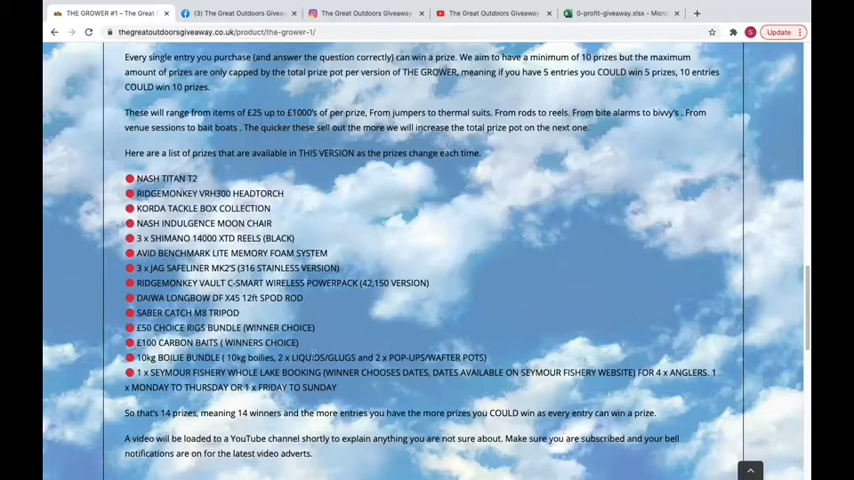 THE GROWER #1 – The Great C
(3) The Great Outdoors Giveaw
The Great Outdoors Giveaway
The Great Outdoors Giveaway
0-profit-giveaway.xlsx - Micros
thegreatoutdoorsgiveaway.co.uk/product/the-grower-1/
S
Update
Every single entry you purchase (and answer the question correctly) can win a prize. We aim to have a minimum of 10 prizes but the maximum
amount of prizes are only capped by the total prize pot per version of THE GROWER, meaning if you have 5 entries you COULD win 5 prizes, 10 entries
COULD win 10 prizes.
These will range from items of £25 up to £1000's of per prize, From jumpers to thermal suits. From rods to reels. From bite alarms to bivvy's . From
venue sessions to bait boats . The quicker these sell out the more we will increase the total prize pot on the next one.
Here are a list of prizes that are available in THIS VERSION as the prizes change each time.
NASH TITAN T2
RIDGEMONKEY VRH300 HEADTORCH
KORDA TACKLE BOX COLLECTION
NASH INDULGENCE MOON CHAIR
3 x SHIMANO 14000 XTD REELS (BLACK)
AVID BENCHMARK LITE MEMORY FOAM SYSTEM
3 x JAG SAFELINER MK2'S (316 STAINLESS VERSION)
RIDGEMONKEY VAULT C-SMART WIRELESS POWERPACK (42,150 VERSION)
DAIWA LONGBOW DF X45 12ft SPOD ROD
SABER CATCH M8 TRIPOD
£50 CHOICE RIGS BUNDLE (WINNER CHOICE)
£100 CARBON BAITS ( WINNERS CHOICE)
10kg BOILIE BUNDLE ( 10kg boilies, 2 x LIQUIDS/GLUGS and 2 x POP-UPS/WAFTER POTS)
1 x SEYMOUR FISHERY WHOLE LAKE BOOKING (WINNER CHOOSES DATES, DATES AVAILABLE ON SEYMOUR FISHERY WEBSITE) FOR 4 x ANGLERS. 1
x MONDAY TO THURSDAY OR 1 x FRIDAY TO SUNDAY
So that's 14 prizes, meaning 14 winners and the more entries you have the more prizes you COULD win as every entry can win a prize.
A video will be loaded to a YouTube channel shortly to explain anything you are not sure about. Make sure you are subscribed and your bell
notifications are on for the latest video adverts.